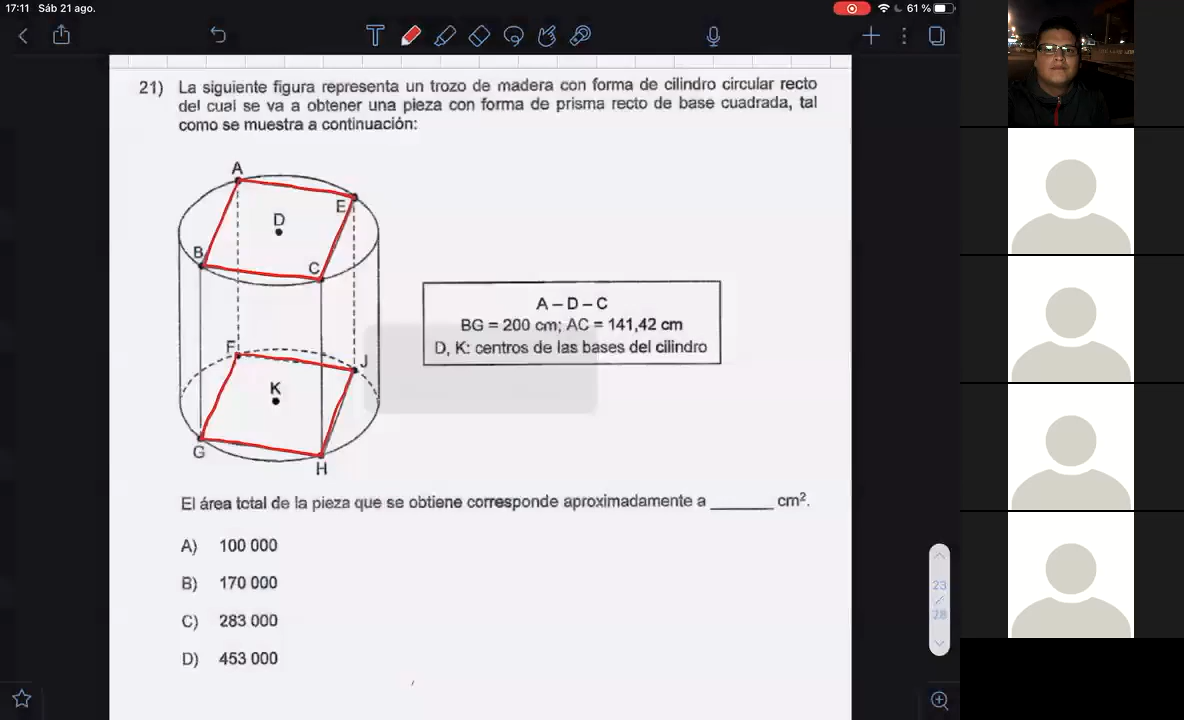 17:11 Sáb 21 ago.
61 %
21) La siguiente figura representa un trozo de madera con forma de cilindro circular recto
del cual se va a obtener una pieza con forma de prisma recto de base cuadrada, tal
como se muestra a continuación:
A
E
D
B
C
A – D – C
BG = 200 cm; AC = 141,42 cm
D, K: centros de las bases del cilindro
F
J
K
G
H
El área total de la pieza que se obtiene corresponde aproximadamente a _______ cm².
A) 100 000
B) 170 000
C) 283 000
D) 453 000
23
/
28